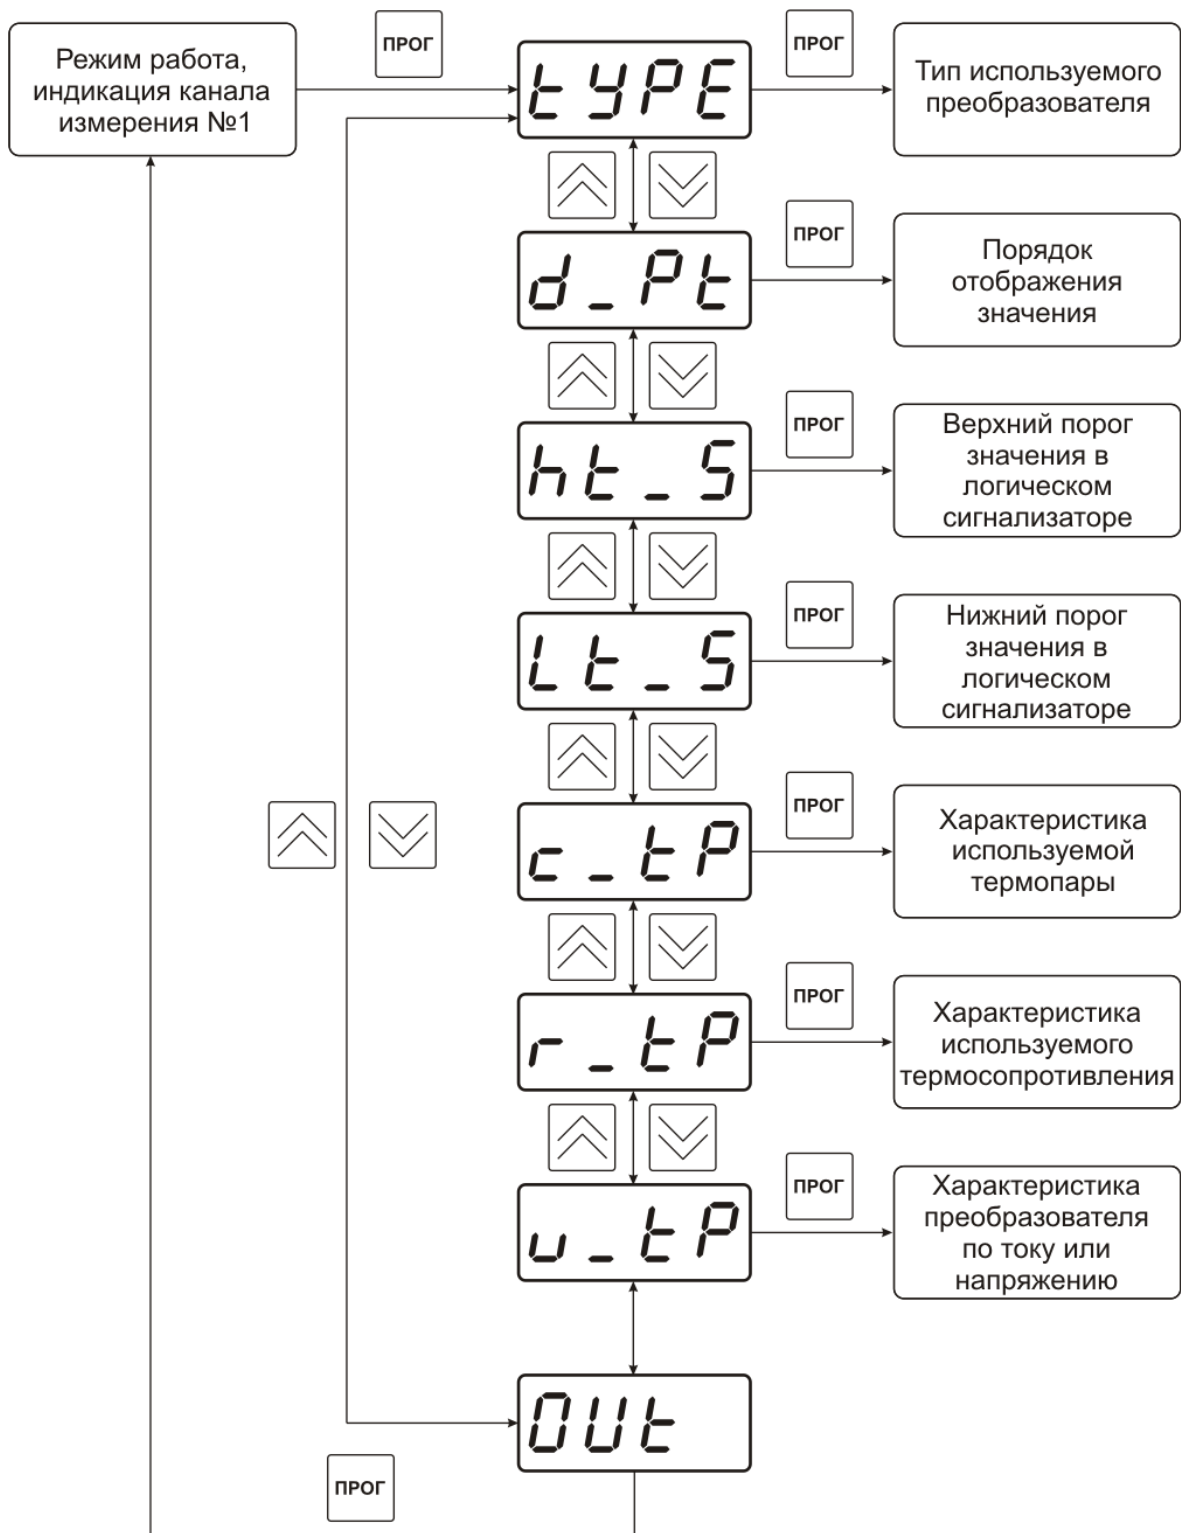 Режим работа,
индикация канала
измерения №1
ПРОГ
tYPE
ПРОГ
Тип используемого
преобразователя
d_Pt
ПРОГ
Порядок
отображения
значения
ht_S
ПРОГ
Верхний порог
значения в
логическом
сигнализаторе
Lt_S
ПРОГ
Нижний порог
значения в
логическом
сигнализаторе
c_tP
ПРОГ
Характеристика
используемой
термопары
r_tP
ПРОГ
Характеристика
используемого
термосопротивления
u_tP
ПРОГ
Характеристика
преобразователя
по току или
напряжению
OUt
ПРОГ